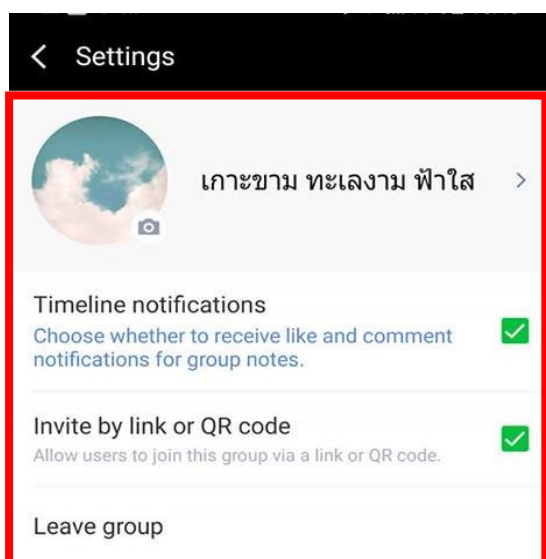 Settings
เกาะขาม ทะเลงาม ฟ้าใส
Timeline notifications
Choose whether to receive like and comment
notifications for group notes.
Invite by link or QR code
Allow users to join this group via a link or QR code.
Leave group